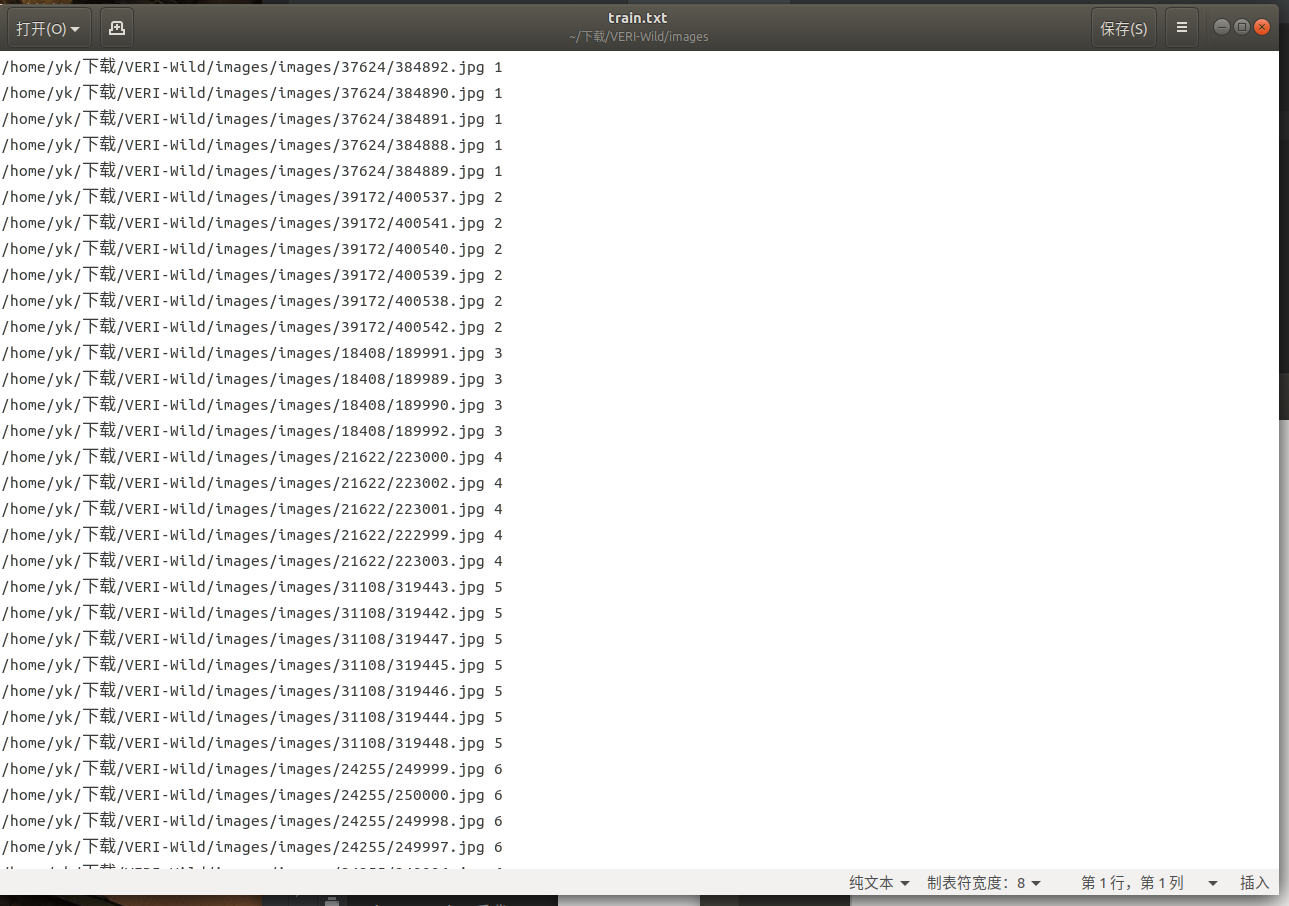 打开(O)
train.txt
~/下载/VERI-Wild/images
保存(S)
/home/yk/下载/VERI-Wild/images/images/37624/384892.jpg 1
/home/yk/下载/VERI-Wild/images/images/37624/384890.jpg 1
/home/yk/下载/VERI-Wild/images/images/37624/384891.jpg 1
/home/yk/下载/VERI-Wild/images/images/37624/384888.jpg 1
/home/yk/下载/VERI-Wild/images/images/37624/384889.jpg 1
/home/yk/下载/VERI-Wild/images/images/39172/400537.jpg 2
/home/yk/下载/VERI-Wild/images/images/39172/400541.jpg 2
/home/yk/下载/VERI-Wild/images/images/39172/400540.jpg 2
/home/yk/下载/VERI-Wild/images/images/39172/400539.jpg 2
/home/yk/下载/VERI-Wild/images/images/39172/400538.jpg 2
/home/yk/下载/VERI-Wild/images/images/39172/400542.jpg 2
/home/yk/下载/VERI-Wild/images/images/18408/189991.jpg 3
/home/yk/下载/VERI-Wild/images/images/18408/189989.jpg 3
/home/yk/下载/VERI-Wild/images/images/18408/189990.jpg 3
/home/yk/下载/VERI-Wild/images/images/18408/189992.jpg 3
/home/yk/下载/VERI-Wild/images/images/21622/223000.jpg 4
/home/yk/下载/VERI-Wild/images/images/21622/223002.jpg 4
/home/yk/下载/VERI-Wild/images/images/21622/223001.jpg 4
/home/yk/下载/VERI-Wild/images/images/21622/222999.jpg 4
/home/yk/下载/VERI-Wild/images/images/21622/223003.jpg 4
/home/yk/下载/VERI-Wild/images/images/31108/319443.jpg 5
/home/yk/下载/VERI-Wild/images/images/31108/319442.jpg 5
/home/yk/下载/VERI-Wild/images/images/31108/319447.jpg 5
/home/yk/下载/VERI-Wild/images/images/31108/319445.jpg 5
/home/yk/下载/VERI-Wild/images/images/31108/319446.jpg 5
/home/yk/下载/VERI-Wild/images/images/31108/319444.jpg 5
/home/yk/下载/VERI-Wild/images/images/31108/319448.jpg 5
/home/yk/下载/VERI-Wild/images/images/24255/249999.jpg 6
/home/yk/下载/VERI-Wild/images/images/24255/250000.jpg 6
/home/yk/下载/VERI-Wild/images/images/24255/249998.jpg 6
/home/yk/下载/VERI-Wild/images/images/24255/249997.jpg 6
纯文本 制表符宽度：8 第 1 行，第 1 列 插入